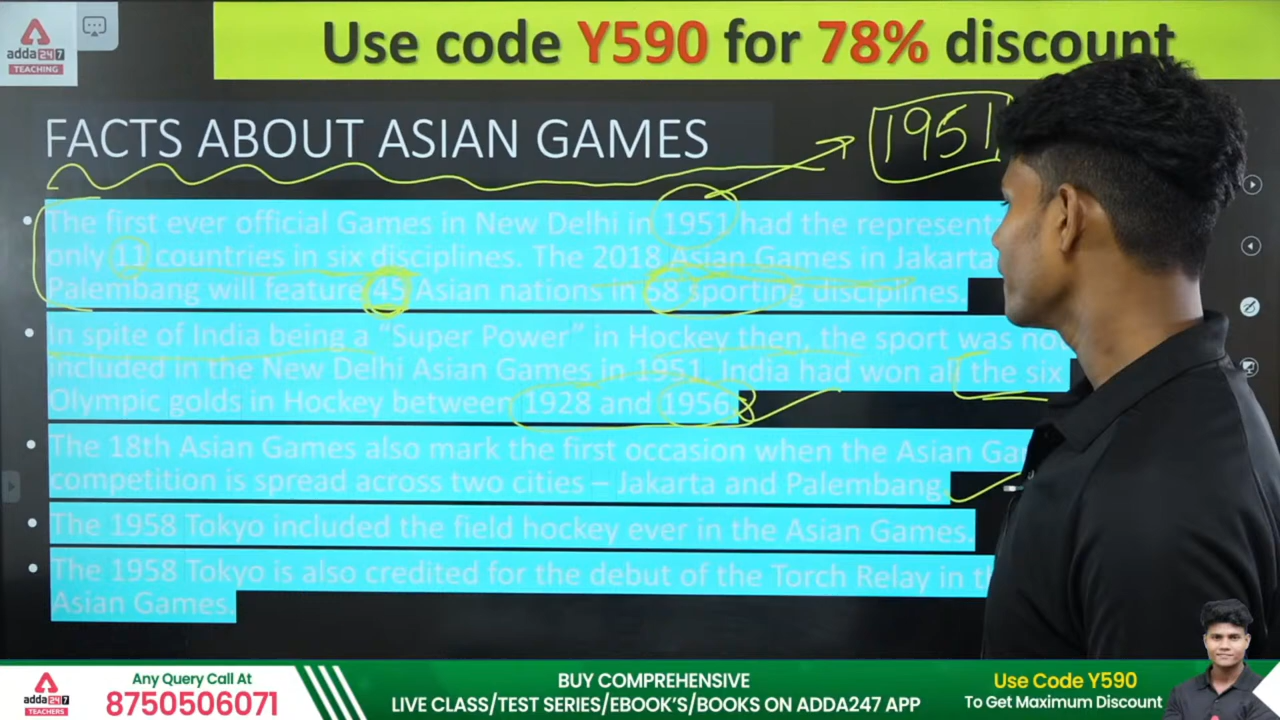 Use code Y590 for 78% discount
adda247
TEACHING
FACTS ABOUT ASIAN GAMES
1951
The first ever official Games in New Delhi in 1951 had the represent
only 11 countries in six disciplines. The 2018 Asian Games in Jakarta
Palembang will feature 45 Asian nations in 58 sporting disciplines.
In spite of India being a “Super Power” in Hockey then, the sport was not
included in the New Delhi Asian Games in 1951. India had won all the six
Olympic golds in Hockey between 1928 and 1956.
The 18th Asian Games also mark the first occasion when the Asian Ga
competition is spread across two cities – Jakarta and Palembang.
The 1958 Tokyo included the field hockey ever in the Asian Games.
The 1958 Tokyo is also credited for the debut of the Torch Relay in th
Asian Games.
adda247
TEACHERS
Any Query Call At
8750506071
BUY COMPREHENSIVE
LIVE CLASS/TEST SERIES/EBOOK'S/BOOKS ON ADDA247 APP
Use Code Y590
To Get Maximum Discount